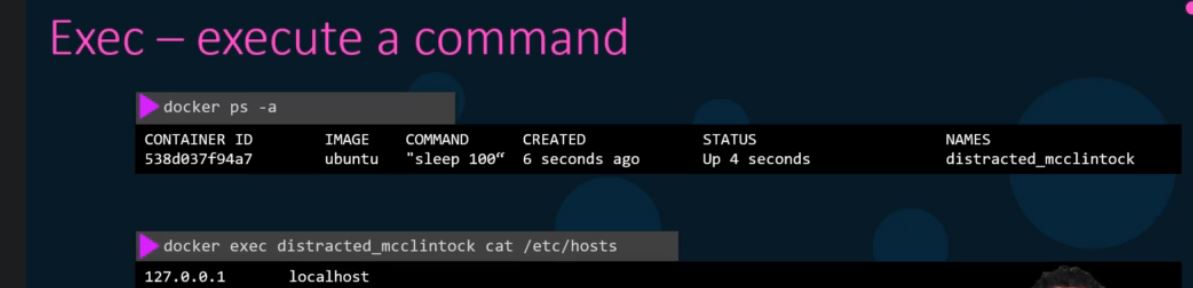 Exec – execute a command
docker ps -a
CONTAINER ID IMAGE COMMAND CREATED STATUS NAMES
538d037f94a7 ubuntu "sleep 100“ 6 seconds ago Up 4 seconds distracted_mcclintock
docker exec distracted_mcclintock cat /etc/hosts
127.0.0.1 localhost